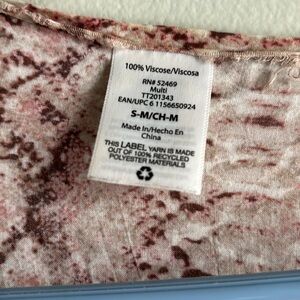 100% Viscose/Viscosa
RN# 52469
Multi
TT201343
EAN/UPC 6 1156650924
S-M/CH-M
Made in/Hecho En
China
THIS LABEL YARN IS MADE
OUT OF 100% RECYCLED
POLYESTER MATERIALS